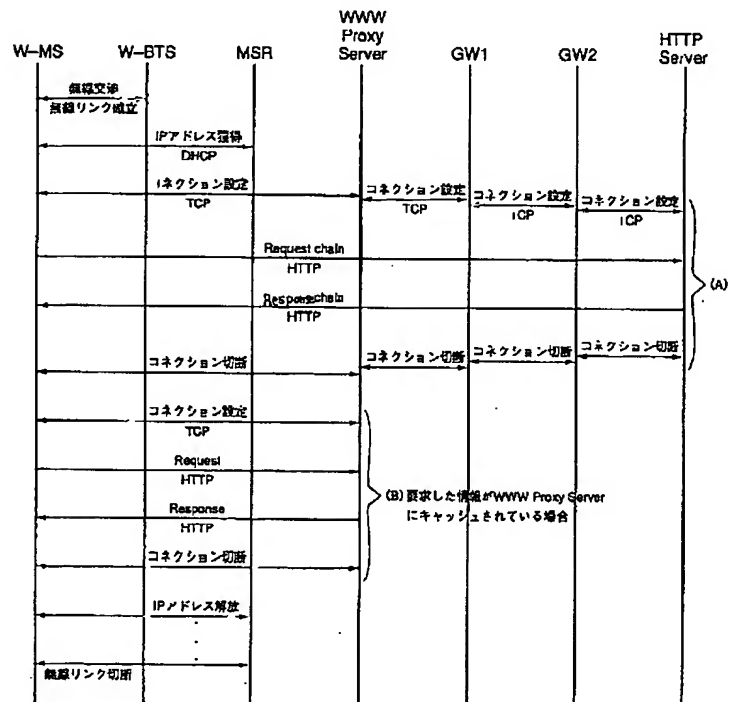 W-MS
W-BTS
MSR
WWW
Proxy
Server
GW1
GW2
HTTP
Server
無線交渉
無線リンク成立
IPアドレス獲得
DHCP
コネクション設定
TCP
コネクション設定
TCP
コネクション設定
TCP
コネクション設定
TCP
Request chain
HTTP
Response chain
HTTP
(A)
コネクション切断
コネクション切断
コネクション切断
コネクション切断
コネクション設定
TCP
Request
HTTP
(B) 要求した情報がWWW Proxy Server
にキャッシュされている場合
Response
HTTP
コネクション切断
IPアドレス解放
無線リンク切断